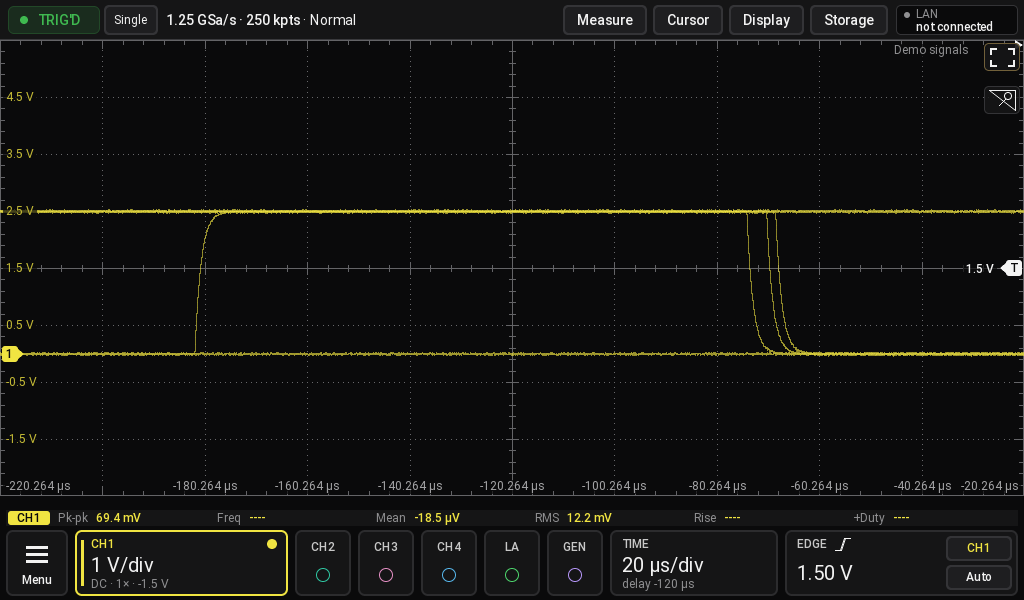 TRIG'D Single 1.25 GSa/s · 250 kpts · Normal Measure Cursor Display Storage LAN
not connected
Demo signals
4.5 V
3.5 V
2.5 V
1.5 V
1.5 V T
0.5 V
1
-0.5 V
-1.5 V
-220.264 µs -180.264 µs -160.264 µs -140.264 µs -120.264 µs -100.264 µs -80.264 µs -60.264 µs -40.264 µs -20.264 µs
CH1 Pk-pk 69.4 mV Freq ---- Mean -18.5 µV RMS 12.2 mV Rise ---- +Duty ----
Menu
CH1
1 V/div
DC · 1× · -1.5 V
CH2
CH3
CH4
LA
GEN
TIME
20 µs/div
delay -120 µs
EDGE
1.50 V
CH1
Auto